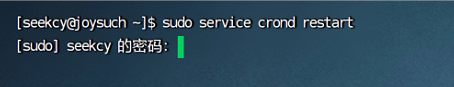 [seekcy@joysuch ~]$ sudo service crond restart
[sudo] seekcy 的密码: